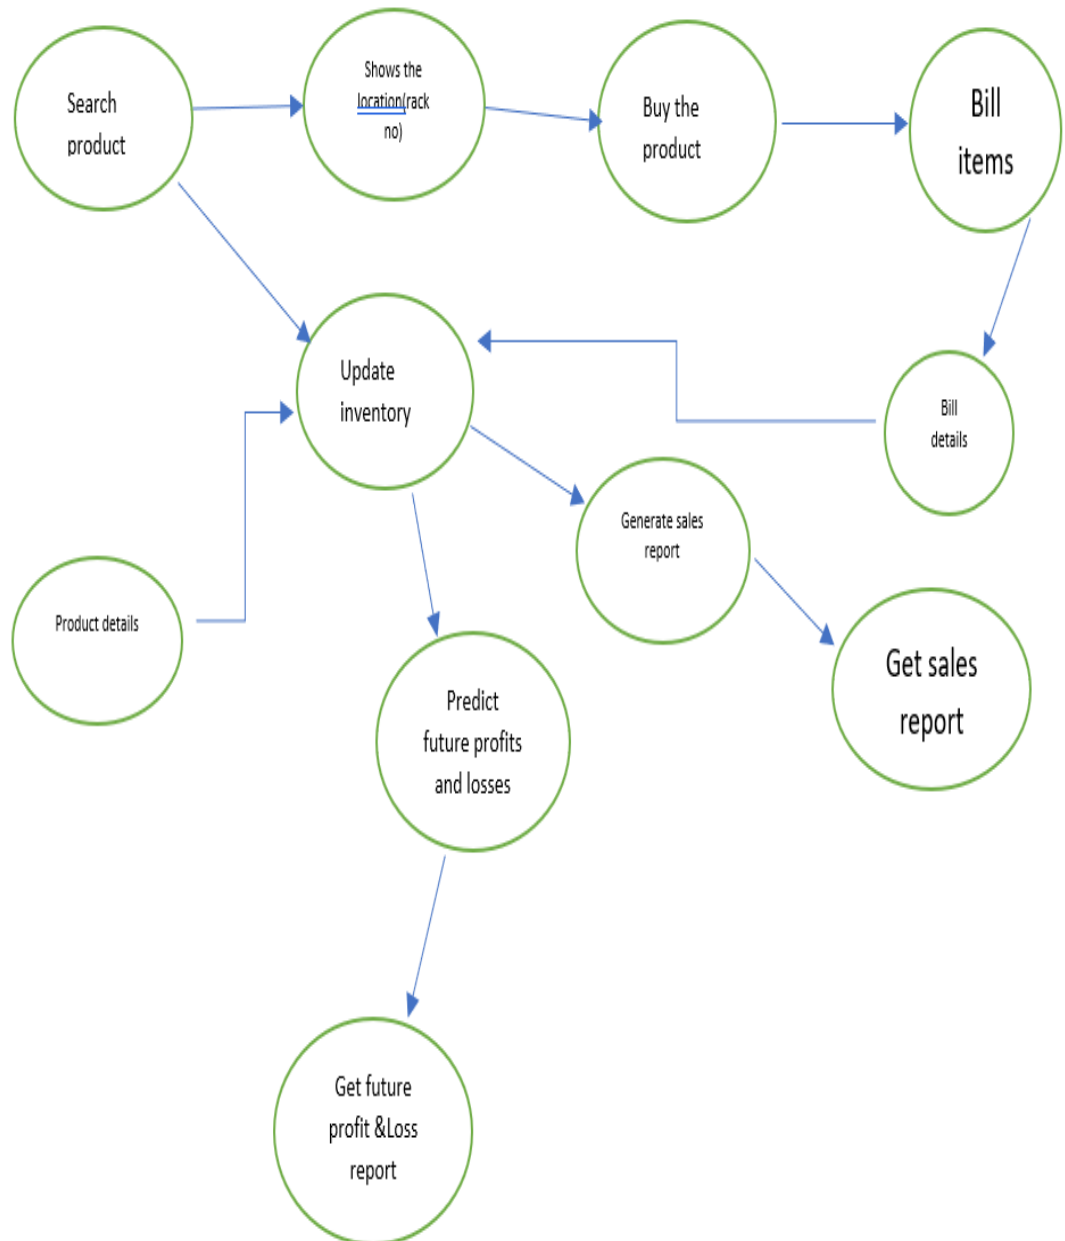 Search
product
Shows the
location(rack
no)
Buy the
product
Bill
items
Update
inventory
Bill
details
Generate sales
report
Product details
Get sales
report
Predict
future profits
and losses
Get future
profit &Loss
report